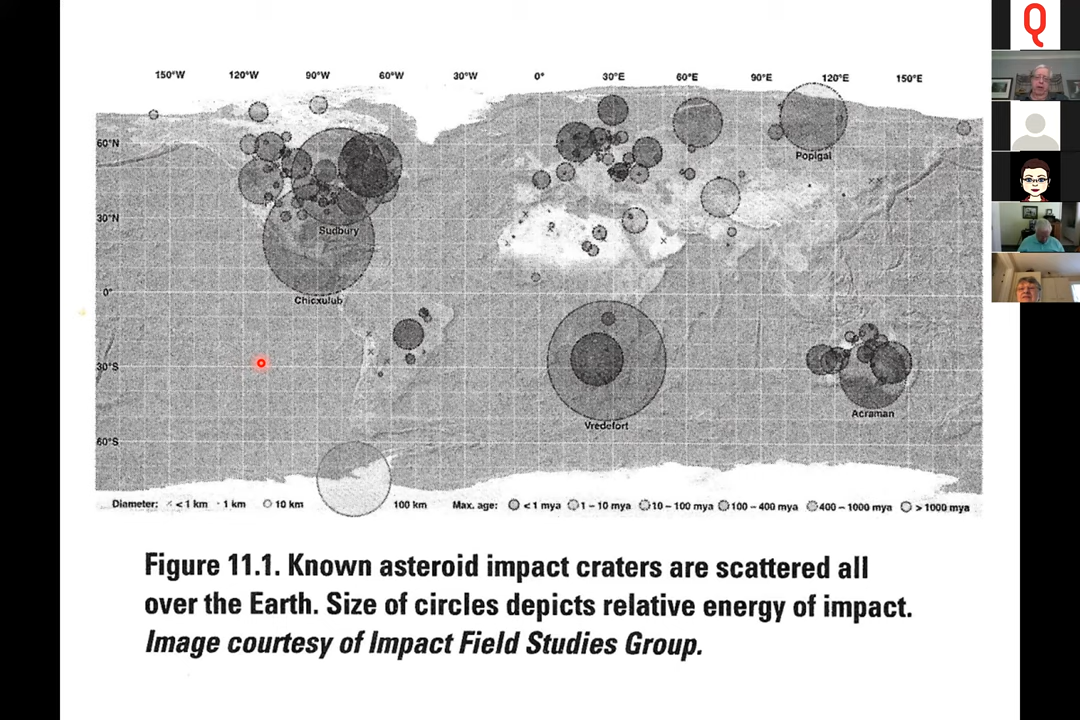 Q
150°W 120°W 90°W 60°W 30°W 0° 30°E 60°E 90°E 120°E 150°E
60°N
Popigai
30°N
Sudbury
0°
Chicxulub
30°S
Acraman
Vredefort
60°S
Diameter: × < 1 km · 1 km 10 km 100 km Max. age: < 1 mya 1 – 10 mya 10 – 100 mya 100 – 400 mya 400 – 1000 mya > 1000 mya
Figure 11.1. Known asteroid impact craters are scattered all
over the Earth. Size of circles depicts relative energy of impact.
Image courtesy of Impact Field Studies Group.